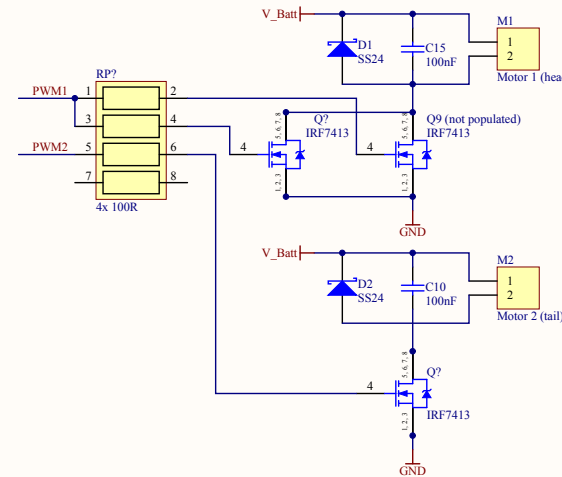 V_Batt
M1
D1
SS24
C15
100nF
1
2
Motor 1 (hea
RP?
PWM1
1
2
3
4
PWM2
5
6
7
8
4x 100R
Q?
IRF7413
5, 6, 7, 8
4
1, 2, 3
Q9 (not populated)
IRF7413
5, 6, 7, 8
4
1, 2, 3
GND
V_Batt
M2
D2
SS24
C10
100nF
1
2
Motor 2 (tail)
Q?
5, 6, 7, 8
4
IRF7413
1, 2, 3
GND